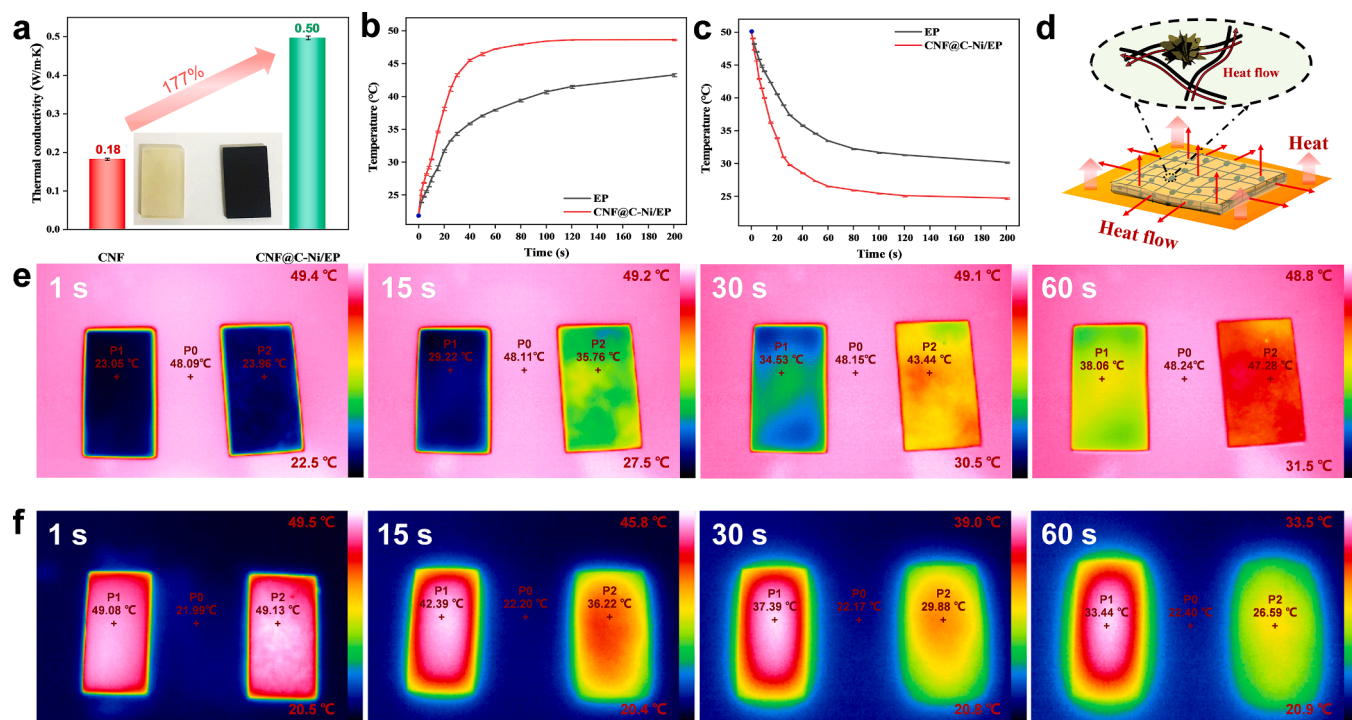 a
Thermal conductivity (W/m·K)
0.5
0.4
0.3
0.2
0.1
0.0
0.18
177%
0.50
CNF
CNF@C-Ni/EP
b
Temperature (°C)
50
45
40
35
30
25
20
EP
CNF@C-Ni/EP
0 20 40 60 80 100 120 140 160 180 200
Time (s)
c
Temperature (°C)
50
45
40
35
30
25
EP
CNF@C-Ni/EP
0 20 40 60 80 100 120 140 160 180 200
Time (s)
d
Heat flow
Heat
Heat flow
e
1 s
49.4 ℃
P1
23.05 ℃
+
P0
48.09℃
+
P2
23.96 ℃
+
22.5 ℃
15 s
49.2 ℃
P1
29.22 ℃
+
P0
48.11℃
+
P2
35.76 ℃
+
27.5 ℃
30 s
49.1 ℃
P1
34.53 ℃
+
P0
48.15℃
+
P2
43.44 ℃
+
30.5 ℃
60 s
48.8 ℃
P1
38.06 ℃
+
P0
48.24℃
+
P2
47.28 ℃
+
31.5 ℃
f
1 s
49.5 ℃
P1
49.08 ℃
+
P0
21.99℃
+
P2
49.13 ℃
+
20.5 ℃
15 s
45.8 ℃
P1
42.39 ℃
+
P0
22.20 ℃
+
P2
36.22 ℃
+
20.4 ℃
30 s
39.0 ℃
P1
37.39 ℃
+
P0
22.17 ℃
+
P2
29.88 ℃
+
20.8 ℃
60 s
33.5 ℃
P1
33.44 ℃
+
P0
22.40 ℃
+
P2
26.59 ℃
+
20.9 ℃